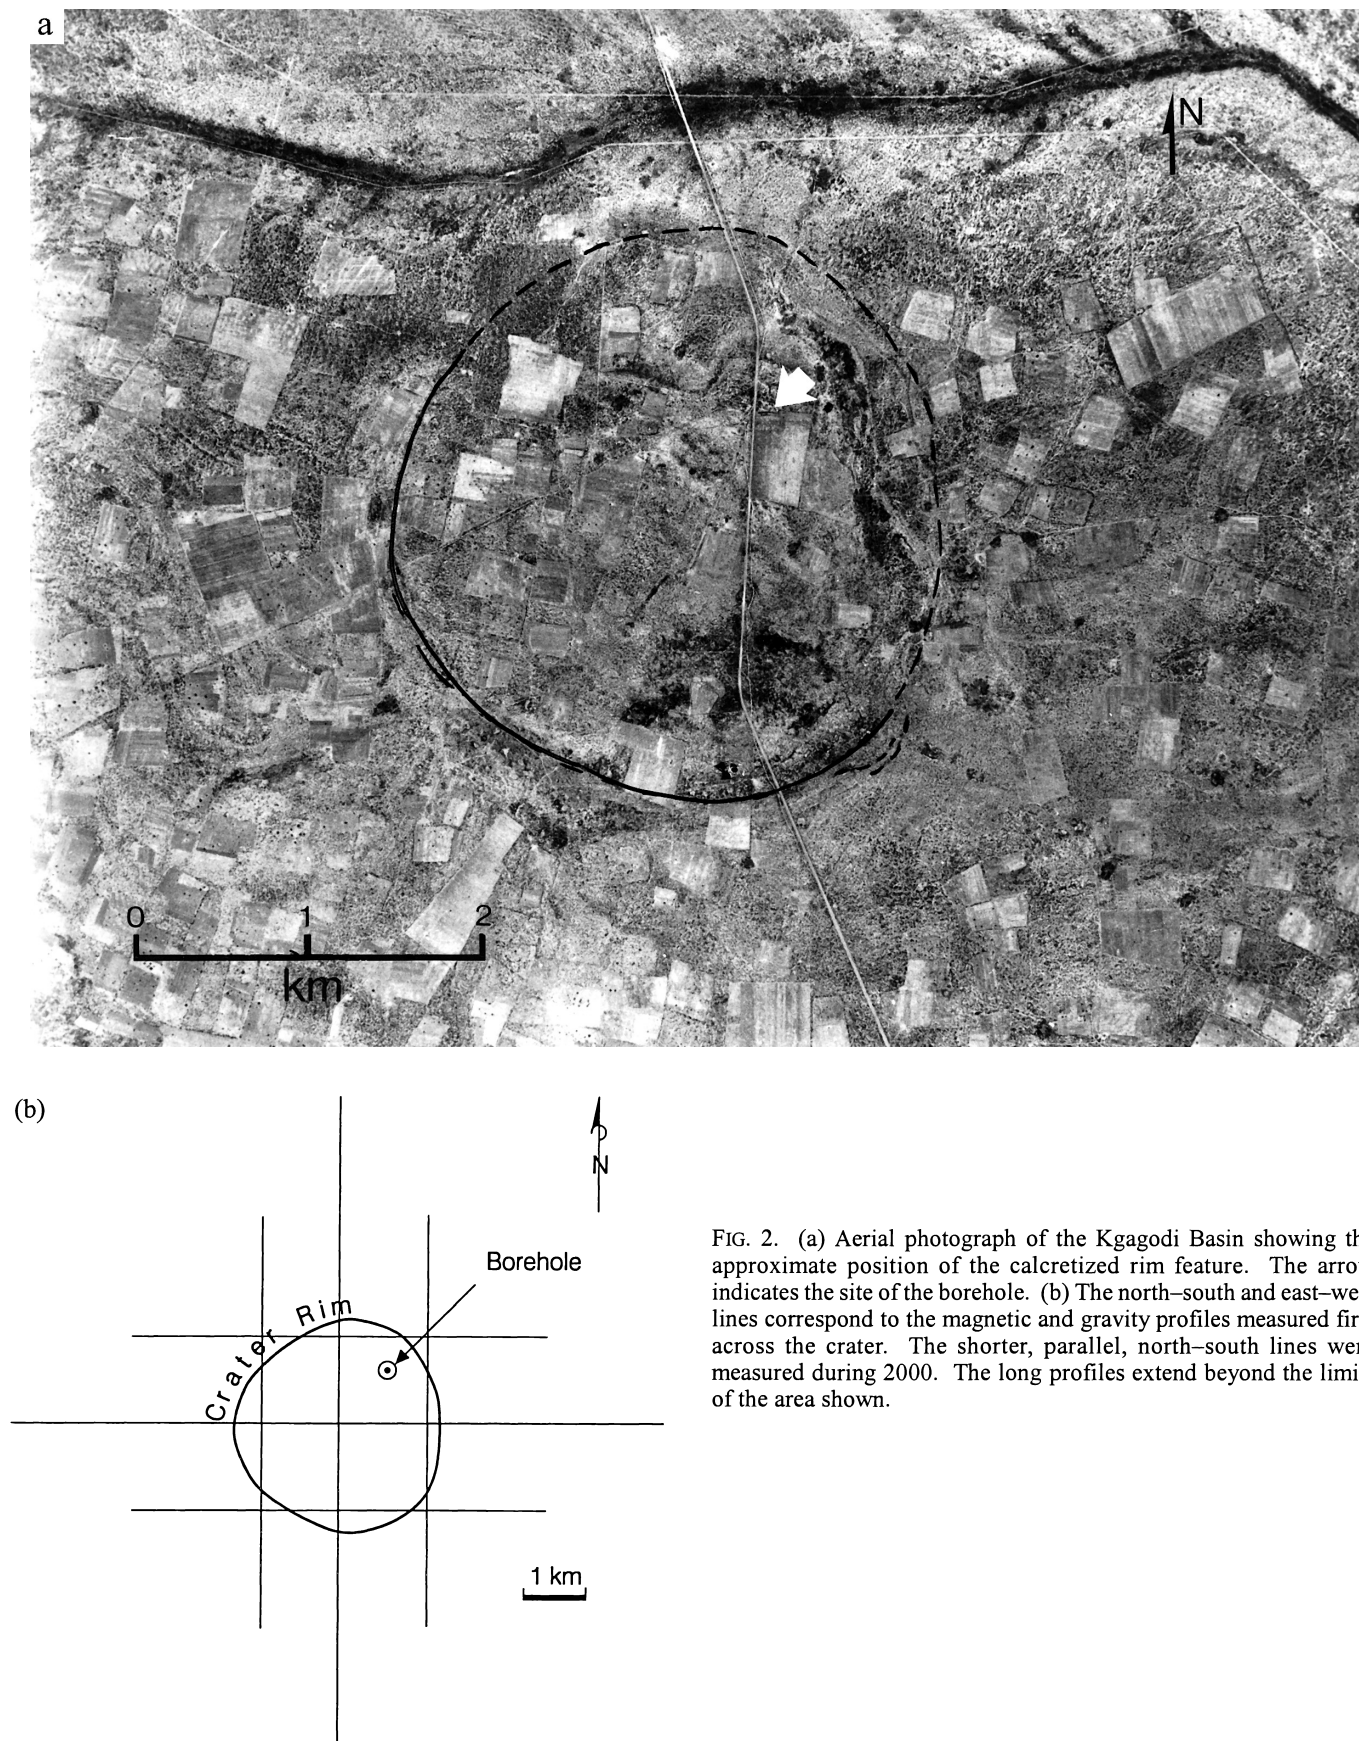 a
N
0 1 2
km
(b)
N
Borehole
Crater Rim
1 km
FIG. 2. (a) Aerial photograph of the Kgagodi Basin showing th
approximate position of the calcretized rim feature. The arro
indicates the site of the borehole. (b) The north–south and east–we
lines correspond to the magnetic and gravity profiles measured fir
across the crater. The shorter, parallel, north–south lines wer
measured during 2000. The long profiles extend beyond the limi
of the area shown.